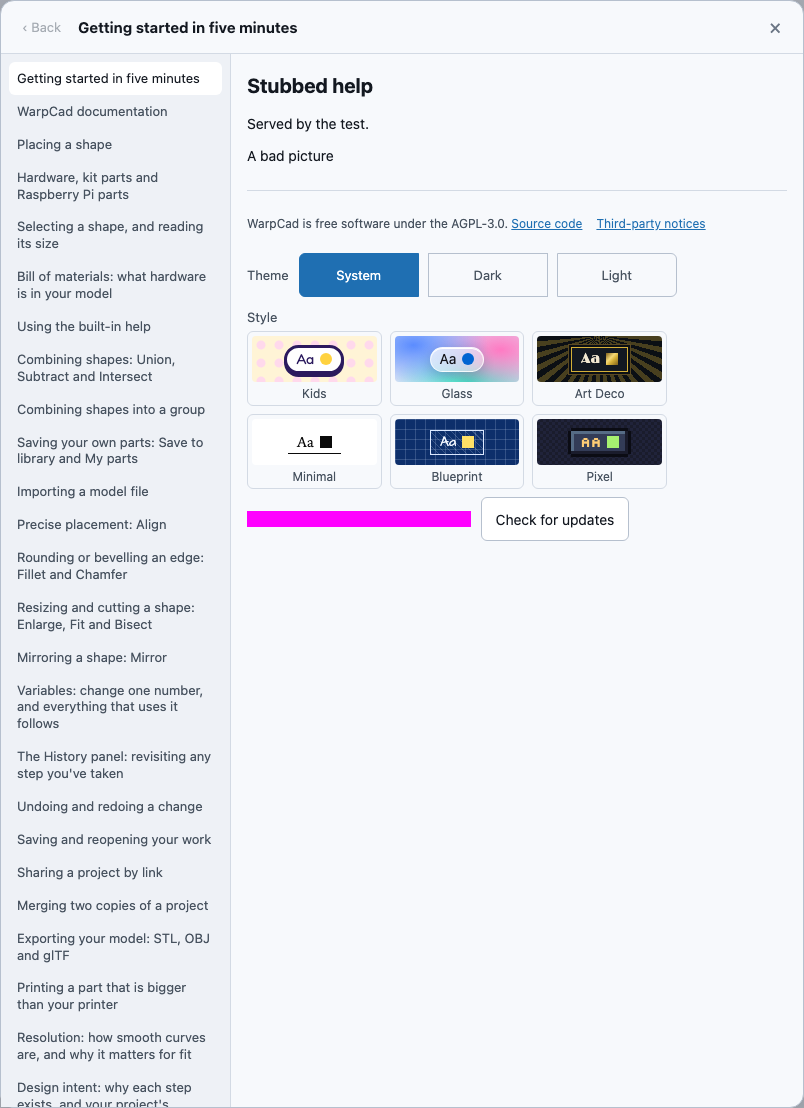 ‹ Back
Getting started in five minutes
×
Getting started in five minutes
WarpCad documentation
Placing a shape
Hardware, kit parts and
Raspberry Pi parts
Selecting a shape, and reading
its size
Bill of materials: what hardware
is in your model
Using the built-in help
Combining shapes: Union,
Subtract and Intersect
Combining shapes into a group
Saving your own parts: Save to
library and My parts
Importing a model file
Precise placement: Align
Rounding or bevelling an edge:
Fillet and Chamfer
Resizing and cutting a shape:
Enlarge, Fit and Bisect
Mirroring a shape: Mirror
Variables: change one number,
and everything that uses it
follows
The History panel: revisiting any
step you've taken
Undoing and redoing a change
Saving and reopening your work
Sharing a project by link
Merging two copies of a project
Exporting your model: STL, OBJ
and glTF
Printing a part that is bigger
than your printer
Resolution: how smooth curves
are, and why it matters for fit
Design intent: why each step
exists, and your project's
Stubbed help
Served by the test.
A bad picture
WarpCad is free software under the AGPL-3.0. Source code Third-party notices
Theme System Dark Light
Style
Aa Aa Aa
Kids Glass Art Deco
Aa Aa AA
Minimal Blueprint Pixel
Check for updates